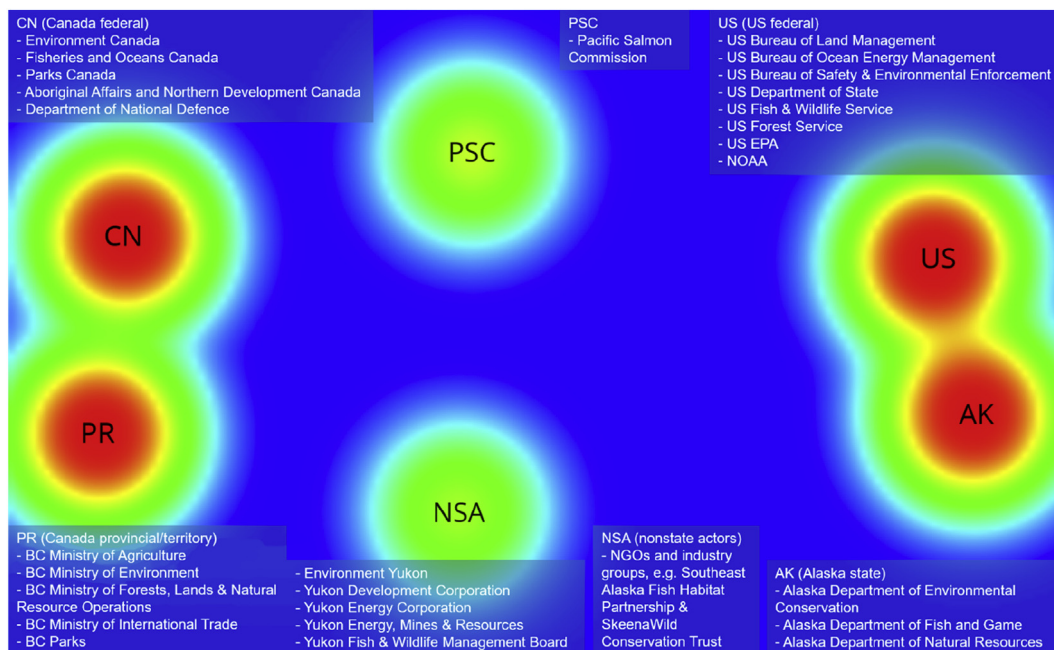 CN (Canada federal)
- Environment Canada
- Fisheries and Oceans Canada
- Parks Canada
- Aboriginal Affairs and Northern Development Canada
- Department of National Defence
PSC
- Pacific Salmon
Commission
US (US federal)
- US Bureau of Land Management
- US Bureau of Ocean Energy Management
- US Bureau of Safety & Environmental Enforcement
- US Department of State
- US Fish & Wildlife Service
- US Forest Service
- US EPA
- NOAA
PSC
CN
US
PR
AK
NSA
PR (Canada provincial/territory)
- BC Ministry of Agriculture
- BC Ministry of Environment
- BC Ministry of Forests, Lands & Natural
Resource Operations
- BC Ministry of International Trade
- BC Parks
- Environment Yukon
- Yukon Development Corporation
- Yukon Energy Corporation
- Yukon Energy, Mines & Resources
- Yukon Fish & Wildlife Management Board
NSA (nonstate actors)
- NGOs and industry
groups, e.g. Southeast
Alaska Fish Habitat
Partnership &
SkeenaWild
Conservation Trust
AK (Alaska state)
- Alaska Department of Environmental
Conservation
- Alaska Department of Fish and Game
- Alaska Department of Natural Resources